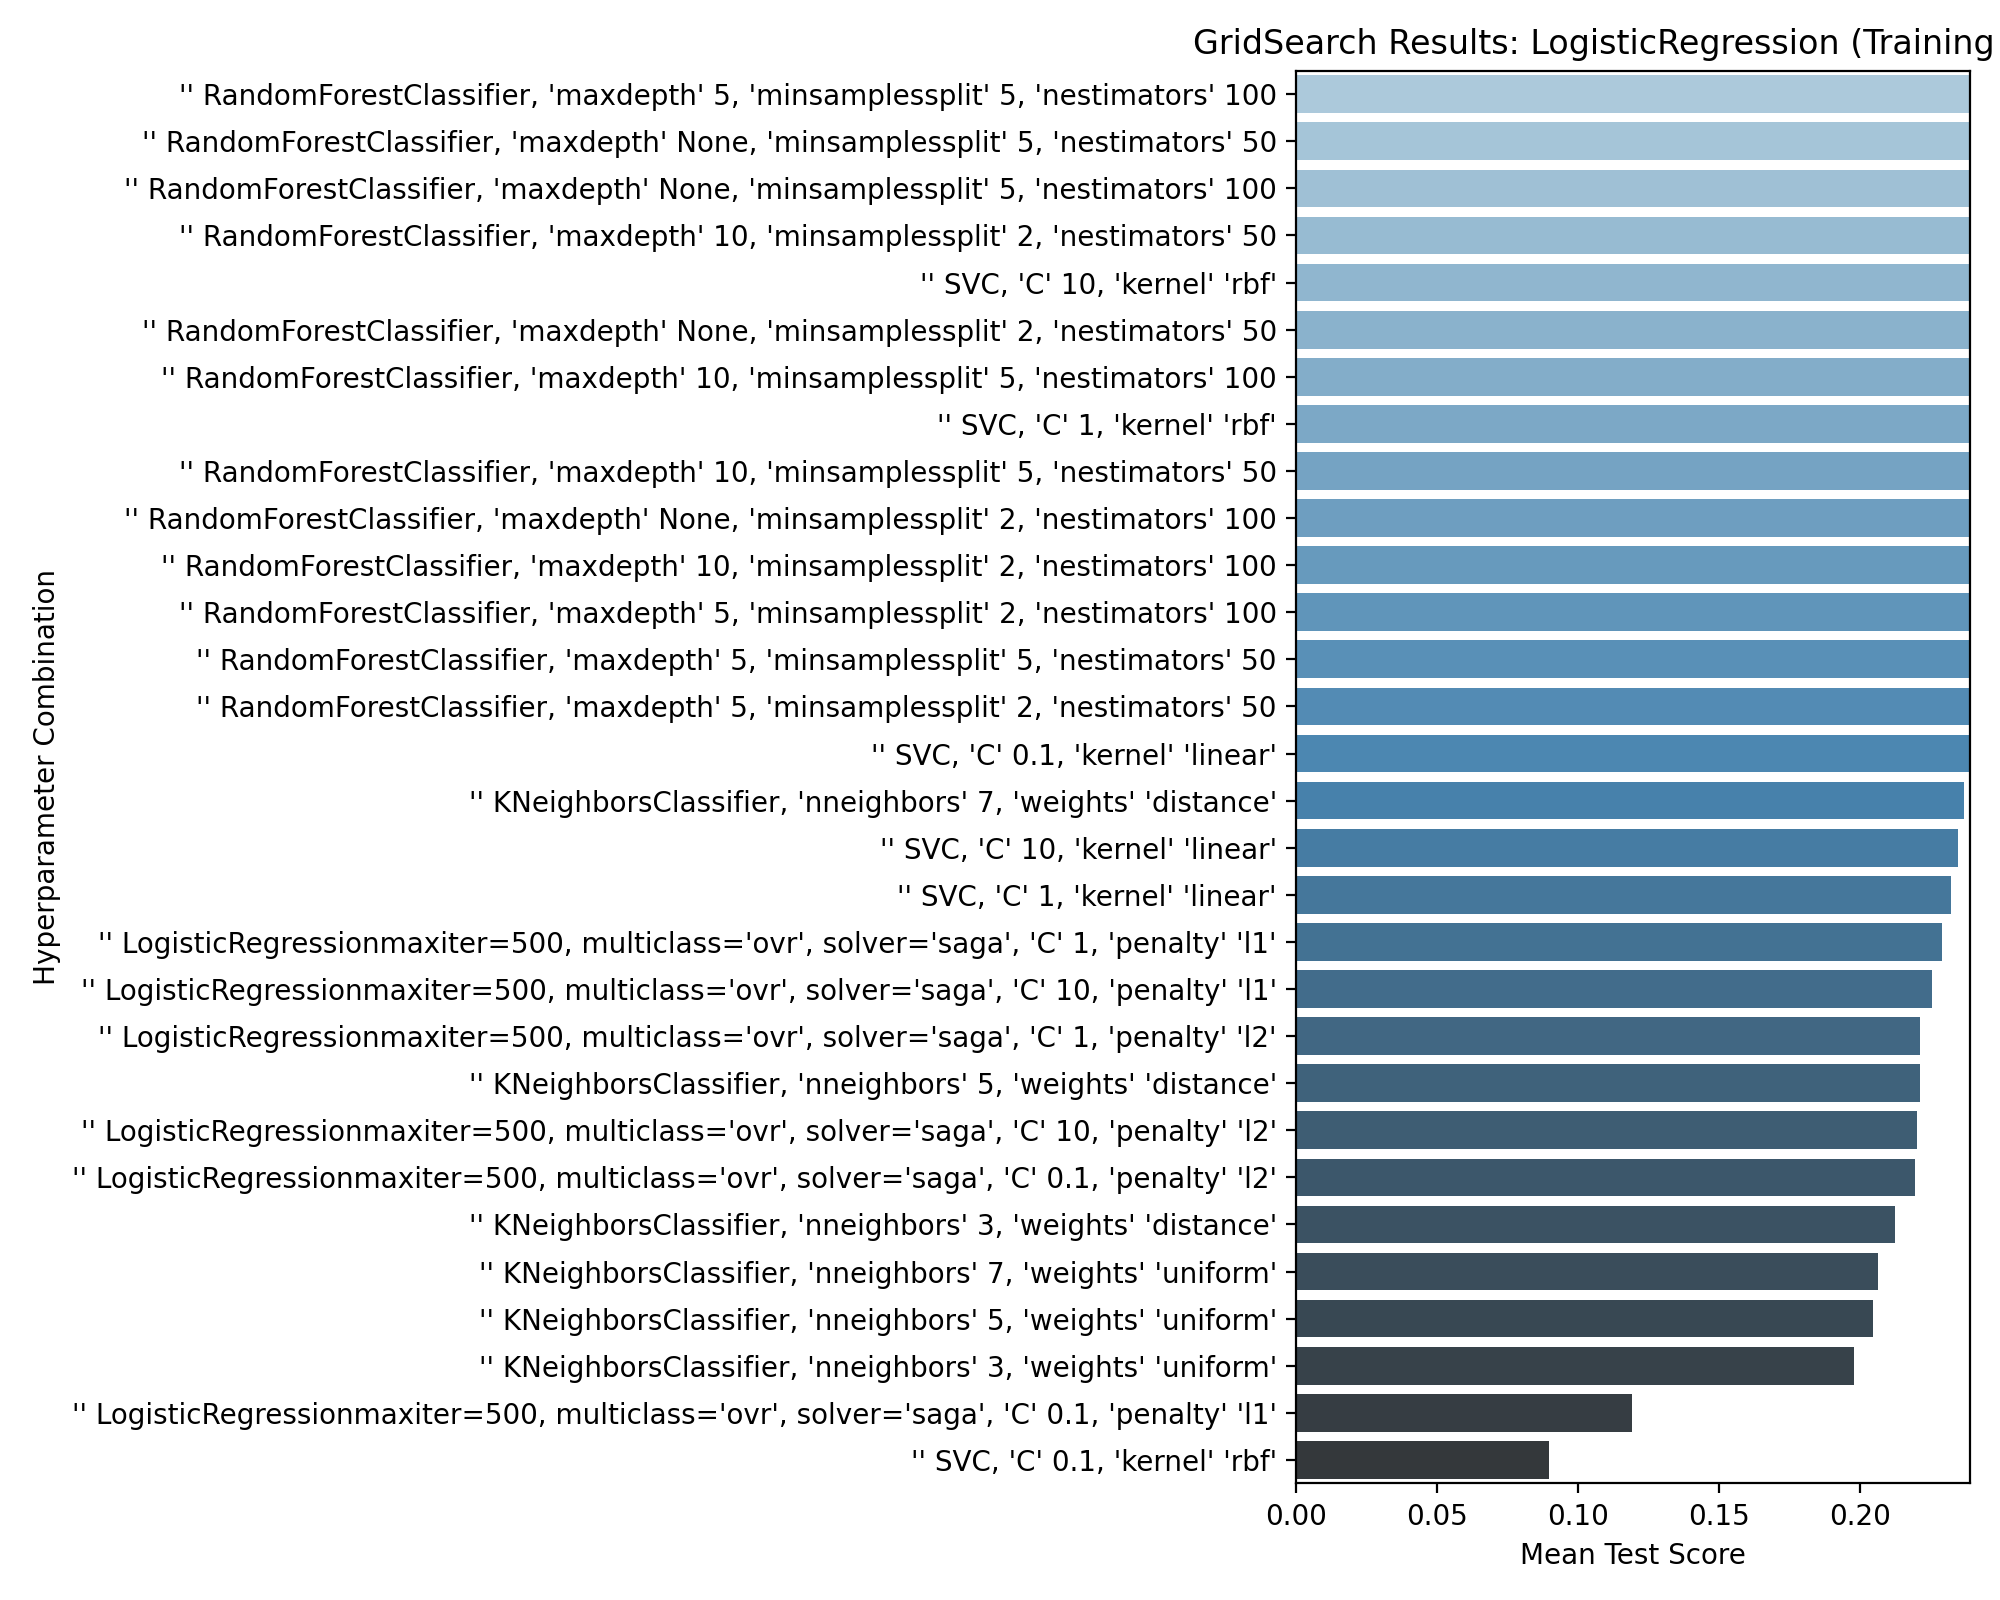 GridSearch Results: LogisticRegression (Training
'' RandomForestClassifier, 'maxdepth' 5, 'minsamplessplit' 5, 'nestimators' 100
'' RandomForestClassifier, 'maxdepth' None, 'minsamplessplit' 5, 'nestimators' 50
'' RandomForestClassifier, 'maxdepth' None, 'minsamplessplit' 5, 'nestimators' 100
'' RandomForestClassifier, 'maxdepth' 10, 'minsamplessplit' 2, 'nestimators' 50
'' SVC, 'C' 10, 'kernel' 'rbf'
'' RandomForestClassifier, 'maxdepth' None, 'minsamplessplit' 2, 'nestimators' 50
'' RandomForestClassifier, 'maxdepth' 10, 'minsamplessplit' 5, 'nestimators' 100
'' SVC, 'C' 1, 'kernel' 'rbf'
'' RandomForestClassifier, 'maxdepth' 10, 'minsamplessplit' 5, 'nestimators' 50
'' RandomForestClassifier, 'maxdepth' None, 'minsamplessplit' 2, 'nestimators' 100
'' RandomForestClassifier, 'maxdepth' 10, 'minsamplessplit' 2, 'nestimators' 100
'' RandomForestClassifier, 'maxdepth' 5, 'minsamplessplit' 2, 'nestimators' 100
'' RandomForestClassifier, 'maxdepth' 5, 'minsamplessplit' 5, 'nestimators' 50
'' RandomForestClassifier, 'maxdepth' 5, 'minsamplessplit' 2, 'nestimators' 50
'' SVC, 'C' 0.1, 'kernel' 'linear'
'' KNeighborsClassifier, 'nneighbors' 7, 'weights' 'distance'
'' SVC, 'C' 10, 'kernel' 'linear'
'' SVC, 'C' 1, 'kernel' 'linear'
'' LogisticRegressionmaxiter=500, multiclass='ovr', solver='saga', 'C' 1, 'penalty' 'l1'
'' LogisticRegressionmaxiter=500, multiclass='ovr', solver='saga', 'C' 10, 'penalty' 'l1'
'' LogisticRegressionmaxiter=500, multiclass='ovr', solver='saga', 'C' 1, 'penalty' 'l2'
'' KNeighborsClassifier, 'nneighbors' 5, 'weights' 'distance'
'' LogisticRegressionmaxiter=500, multiclass='ovr', solver='saga', 'C' 10, 'penalty' 'l2'
'' LogisticRegressionmaxiter=500, multiclass='ovr', solver='saga', 'C' 0.1, 'penalty' 'l2'
'' KNeighborsClassifier, 'nneighbors' 3, 'weights' 'distance'
'' KNeighborsClassifier, 'nneighbors' 7, 'weights' 'uniform'
'' KNeighborsClassifier, 'nneighbors' 5, 'weights' 'uniform'
'' KNeighborsClassifier, 'nneighbors' 3, 'weights' 'uniform'
'' LogisticRegressionmaxiter=500, multiclass='ovr', solver='saga', 'C' 0.1, 'penalty' 'l1'
'' SVC, 'C' 0.1, 'kernel' 'rbf'
Hyperparameter Combination
0.00 0.05 0.10 0.15 0.20
Mean Test Score